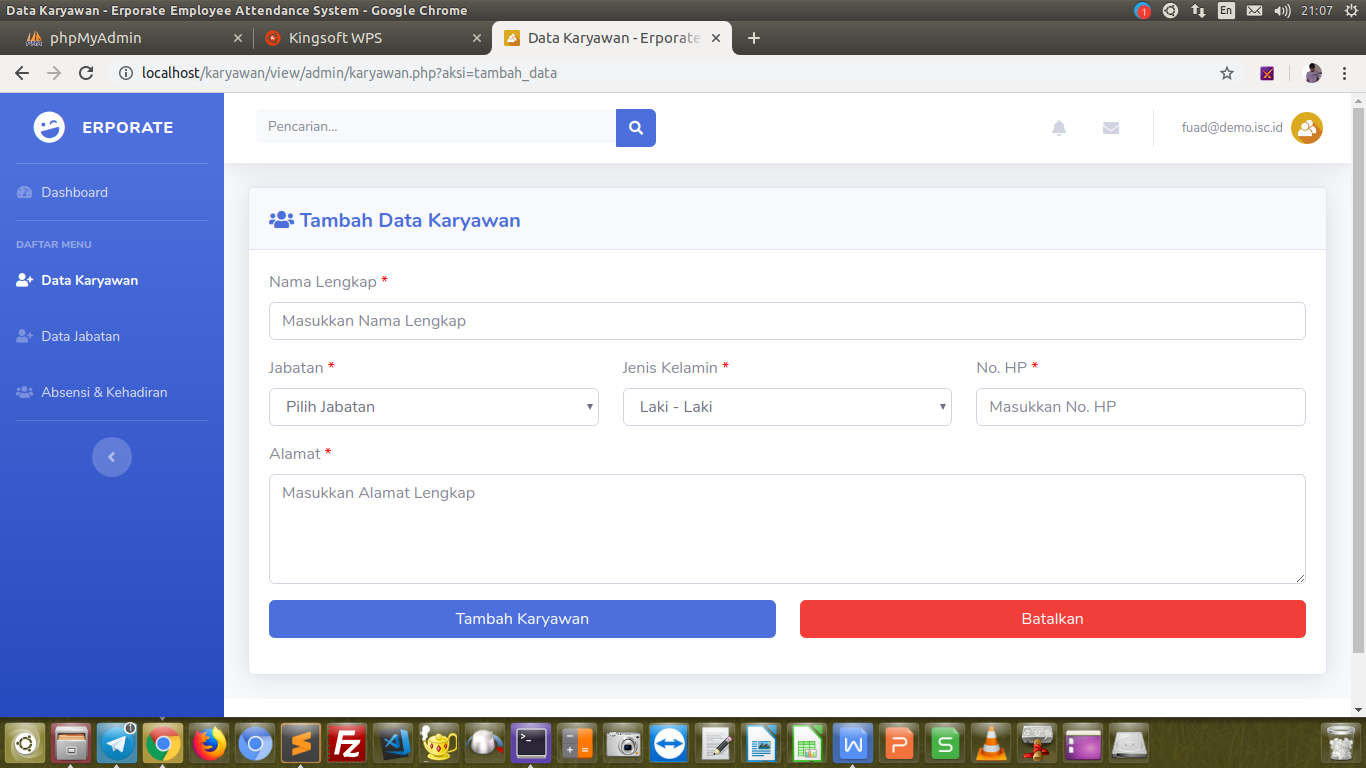 Data Karyawan - Erporate Employee Attendance System - Google Chrome
1
En
21:07
phpMyAdmin
Kingsoft WPS
Data Karyawan - Erporate
localhost/karyawan/view/admin/karyawan.php?aksi=tambah_data
ERPORATE
Pencarian...
fuad@demo.isc.id
Dashboard
DAFTAR MENU
Data Karyawan
Data Jabatan
Absensi & Kehadiran
Tambah Data Karyawan
Nama Lengkap *
Masukkan Nama Lengkap
Jabatan *
Jenis Kelamin *
No. HP *
Pilih Jabatan
Laki - Laki
Masukkan No. HP
Alamat *
Masukkan Alamat Lengkap
Tambah Karyawan
Batalkan
1
Fz
W
P
S